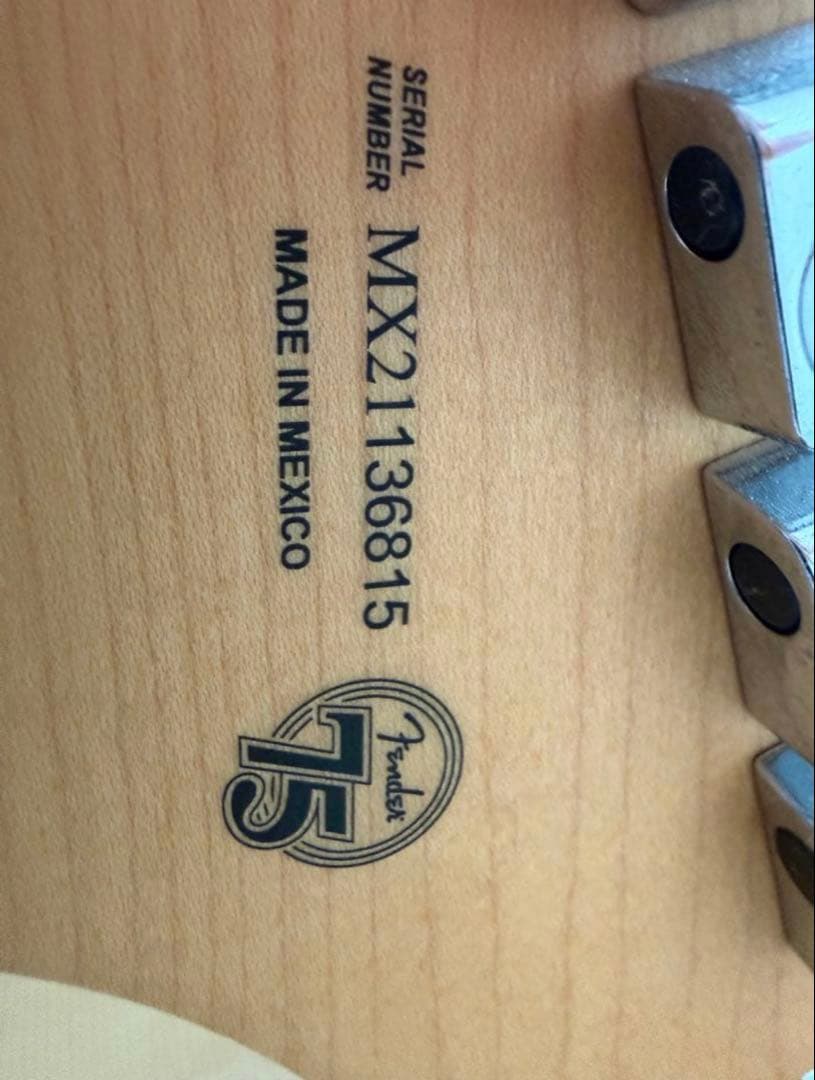 SERIAL
NUMBER
MX21136815
MADE IN MEXICO
Fender
75